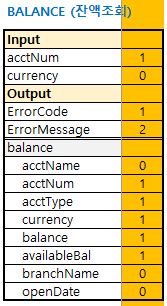 BALANCE (잔액조회)
Input
acctNum 1
currency 0
Output
ErrorCode 1
ErrorMessage 2
balance
acctName 0
acctNum 1
acctType 1
currency 1
balance 1
availableBal 1
branchName 0
openDate 0